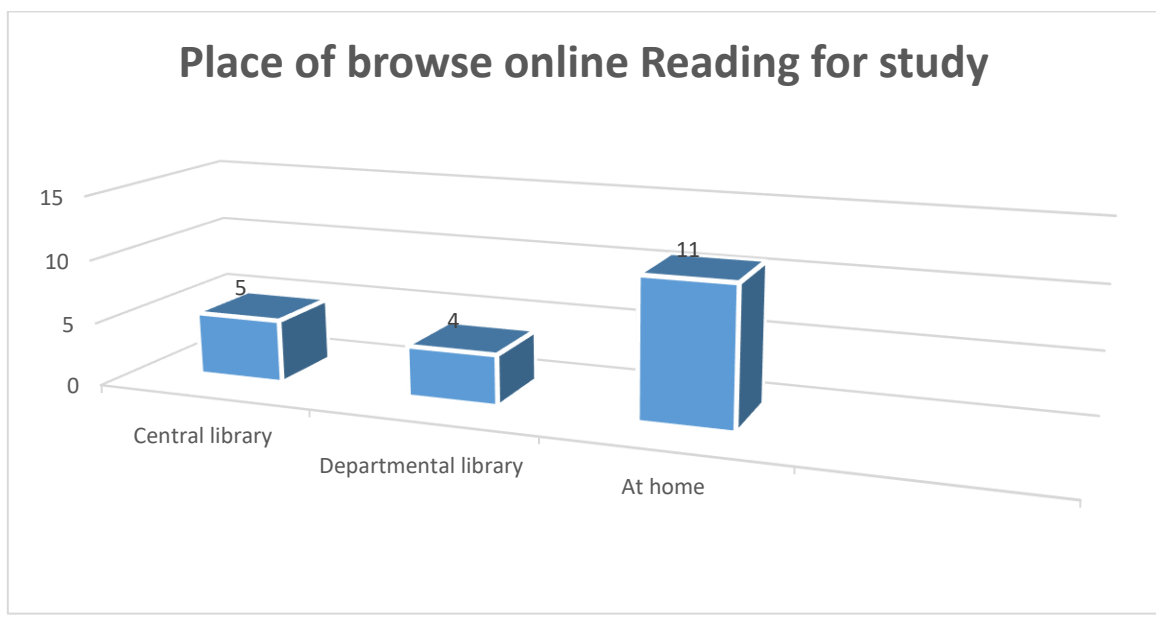 Place of browse online Reading for study
15
10
5
0
5
4
11
Central library
Departmental library
At home